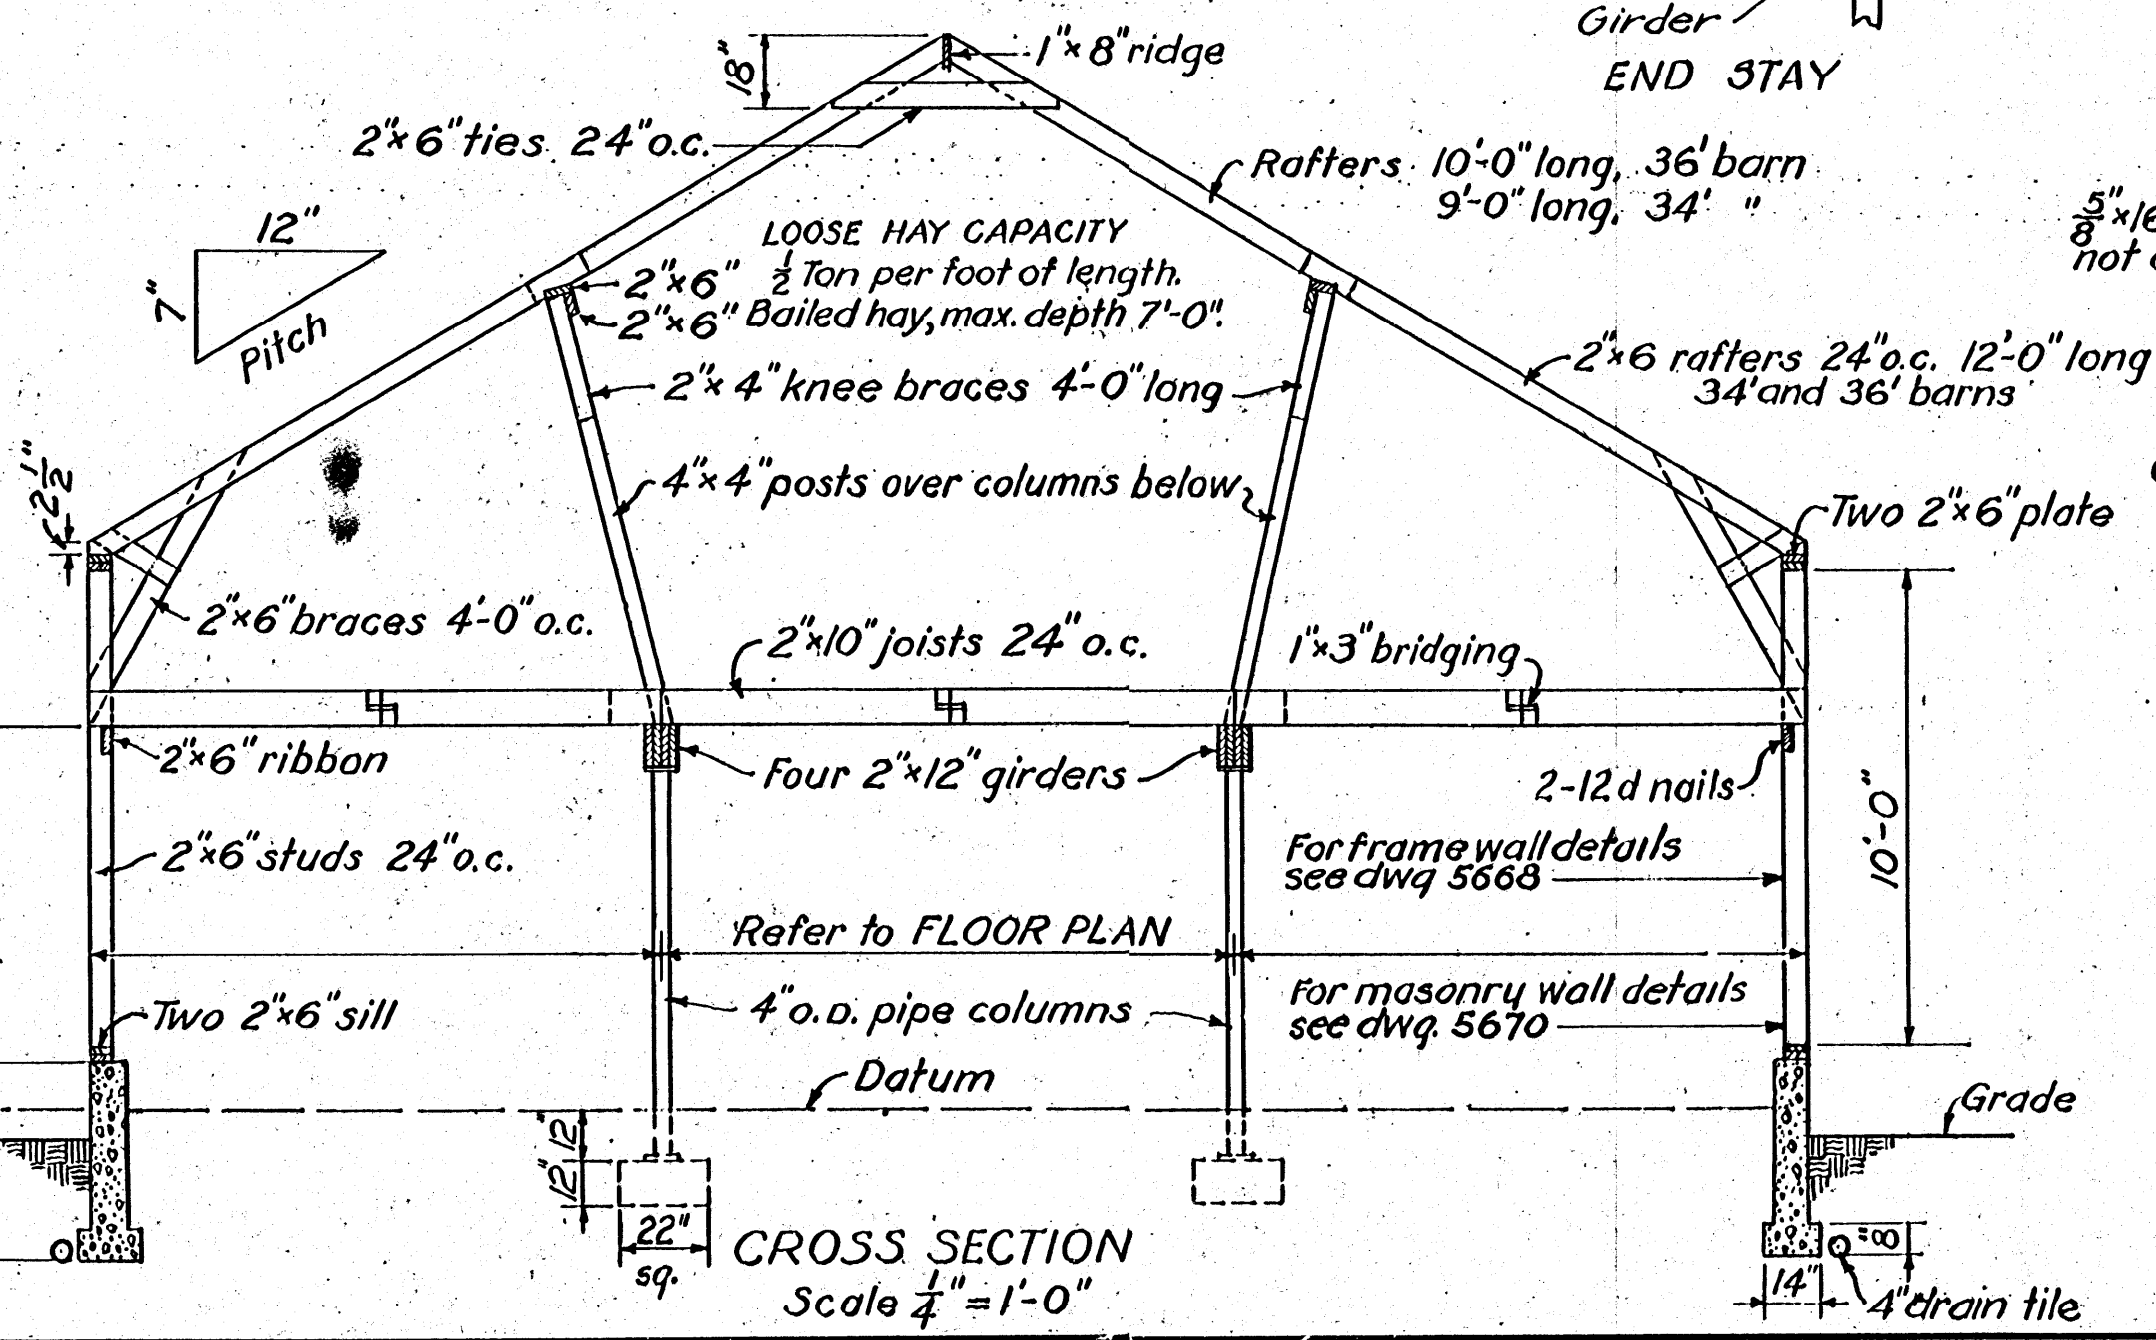 Girder
END STAY
18"
1"×8" ridge
2"×6" ties 24" o.c.
Rafters 10'-0" long, 36' barn
9'-0" long, 34' "
12"
7"
Pitch
LOOSE HAY CAPACITY
½ Ton per foot of length.
Bailed hay, max. depth 7'-0".
2"×6"
2"×6"
5/8"×16
not
2"×4" knee braces 4'-0" long
2"×6 rafters 24" o.c. 12'-0" long
34' and 36' barns
2½"
4"×4" posts over columns below
Two 2"×6" plate
2"×6" braces 4'-0" o.c.
2"×10" joists 24" o.c.
1"×3" bridging
2"×6" ribbon
Four 2"×12" girders
2-12d nails
10'-0"
2"×6" studs 24" o.c.
For frame wall details
see dwg 5668
Refer to FLOOR PLAN
Two 2"×6" sill
4" O.D. pipe columns
For masonry wall details
see dwg. 5670
Datum
Grade
12"
12"
22"
sq.
CROSS SECTION
Scale ¼" = 1'-0"
8"
14"
4" drain tile